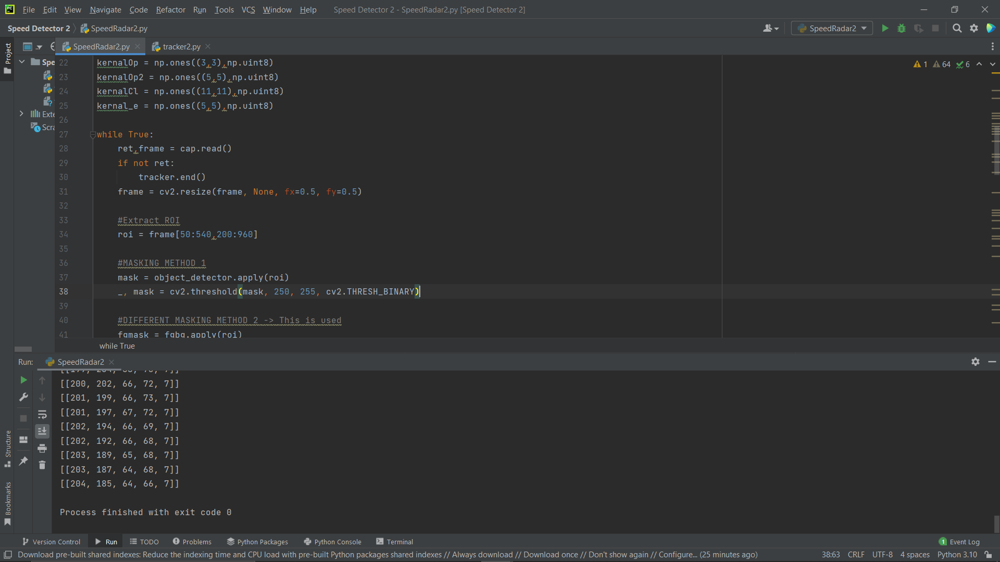 File Edit View Navigate Code Refactor Run Tools VCS Window Help Speed Detector 2 - SpeedRadar2.py [Speed Detector 2]
Speed Detector 2 SpeedRadar2.py SpeedRadar2
Project
SpeedRadar2.py tracker2.py
Spe
Exte
Scra
1 64 6
22 kernalOp = np.ones((3,3),np.uint8)
23 kernalOp2 = np.ones((5,5),np.uint8)
24 kernalCl = np.ones((11,11),np.uint8)
25 kernal_e = np.ones((5,5),np.uint8)
26
27 while True:
28 ret,frame = cap.read()
29 if not ret:
30 tracker.end()
31 frame = cv2.resize(frame, None, fx=0.5, fy=0.5)
32
33 #Extract ROI
34 roi = frame[50:540,200:960]
35
36 #MASKING METHOD 1
37 mask = object_detector.apply(roi)
38 _, mask = cv2.threshold(mask, 250, 255, cv2.THRESH_BINARY)
39
40 #DIFFERENT MASKING METHOD 2 -> This is used
41 fgmask = fgbg.apply(roi)
while True
Run: SpeedRadar2
[[200, 202, 66, 72, 7]]
[[201, 199, 66, 73, 7]]
[[201, 197, 67, 72, 7]]
[[202, 194, 66, 69, 7]]
[[202, 192, 66, 68, 7]]
[[203, 189, 65, 68, 7]]
[[203, 187, 64, 68, 7]]
[[204, 185, 64, 66, 7]]
Process finished with exit code 0
Structure
Bookmarks
Version Control Run TODO Problems Python Packages Python Console Terminal 1 Event Log
Download pre-built shared indexes: Reduce the indexing time and CPU load with pre-built Python packages shared indexes // Always download // Download once // Don't show again // Configure... (25 minutes ago) 38:63 CRLF UTF-8 4 spaces Python 3.10